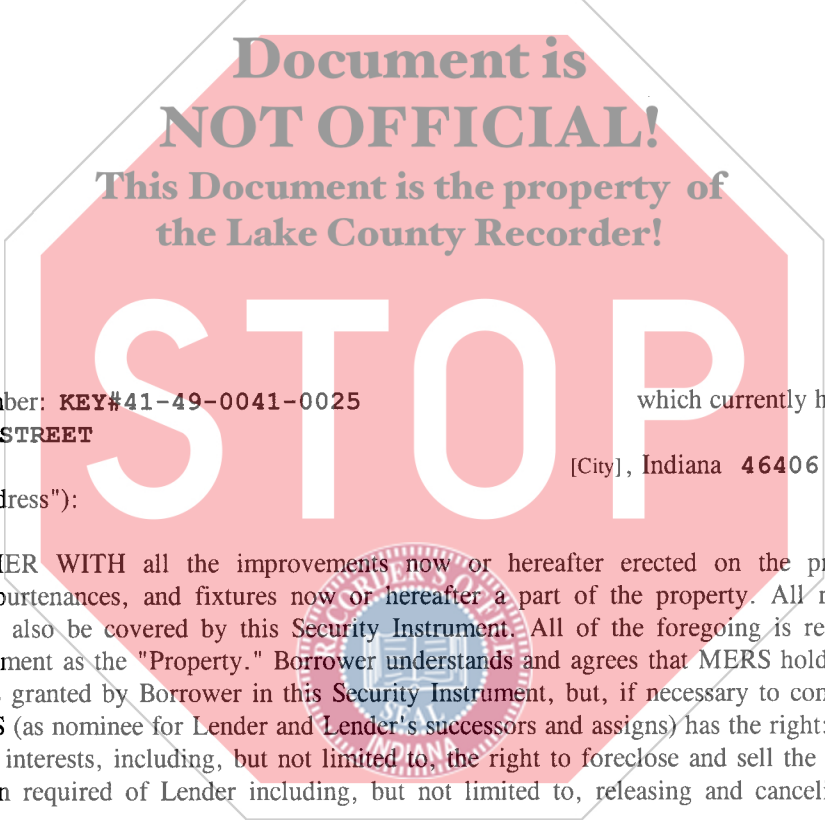 Document is
NOT OFFICIAL!
This Document is the property of
the Lake County Recorder!
STOP
ber: KEY#41-49-0041-0025 which currently h
STREET
[City], Indiana 46406
dress"):
ER WITH all the improvements now or hereafter erected on the pr
purtenances, and fixtures now or hereafter a part of the property. All r
also be covered by this Security Instrument. All of the foregoing is re
ment as the "Property." Borrower understands and agrees that MERS hold
granted by Borrower in this Security Instrument, but, if necessary to con
S (as nominee for Lender and Lender's successors and assigns) has the right:
interests, including, but not limited to, the right to foreclose and sell the
n required of Lender including, but not limited to, releasing and canceli
RECORDER'S OFFICE
SEAL
INDIANA